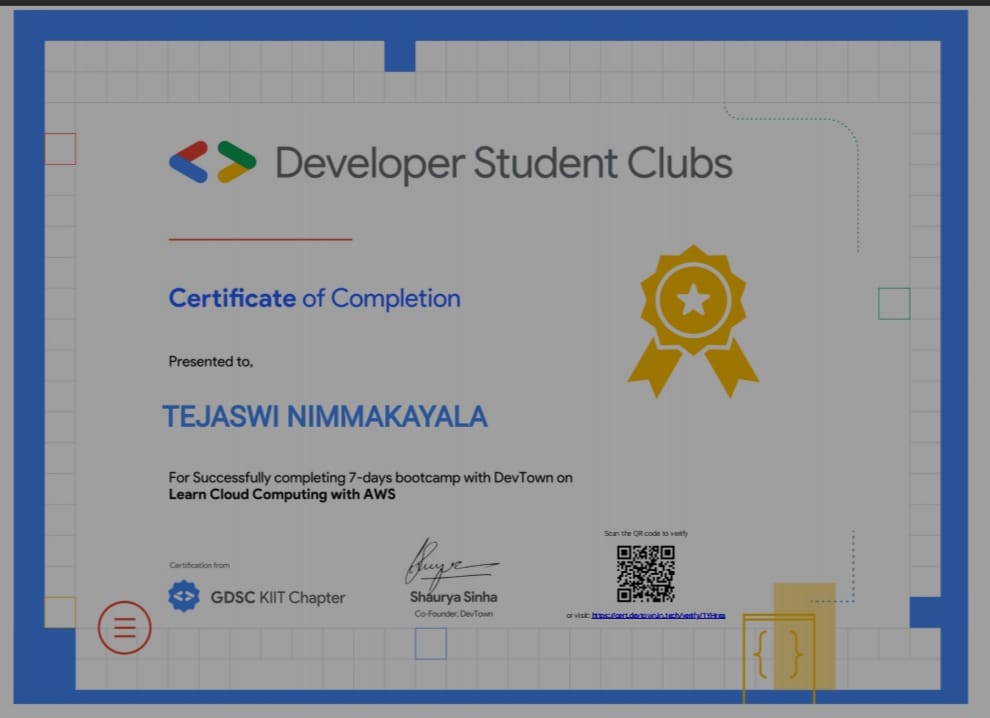 Developer Student Clubs
Certificate of Completion
Presented to,
TEJASWI NIMMAKAYALA
For Successfully completing 7-days bootcamp with DevTown on
Learn Cloud Computing with AWS
Scan the QR code to verify
Certification from
GDSC KIIT Chapter
Shaurya Sinha
Co-Founder, DevTown
or visit:
{ }